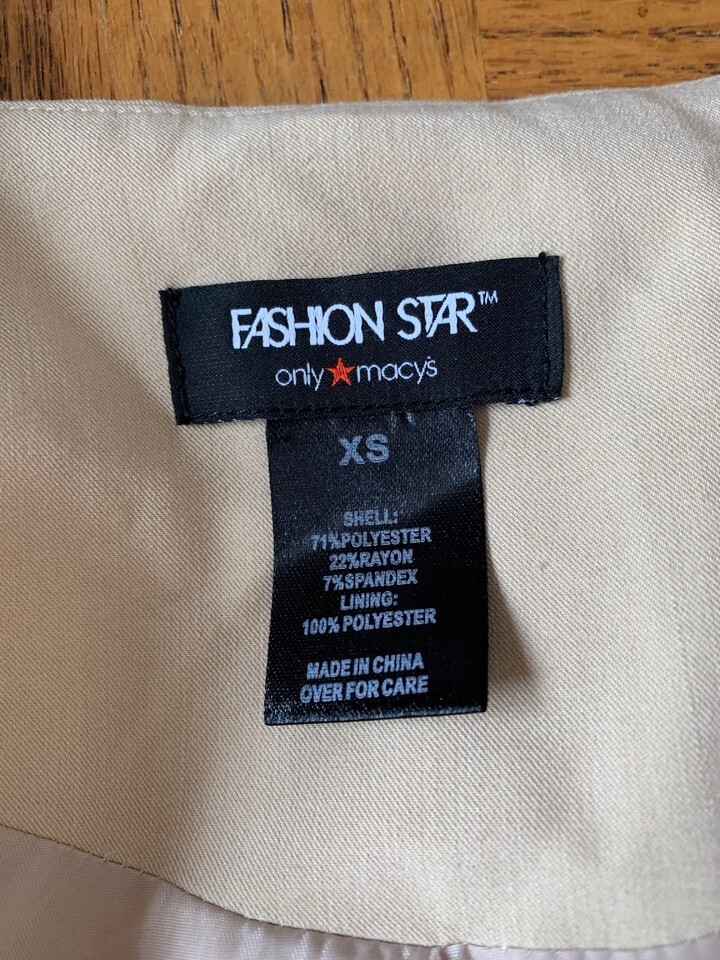 FASHION STAR™
only macy's
XS
SHELL:
71%POLYESTER
22%RAYON
7%SPANDEX
LINING:
100% POLYESTER
MADE IN CHINA
OVER FOR CARE